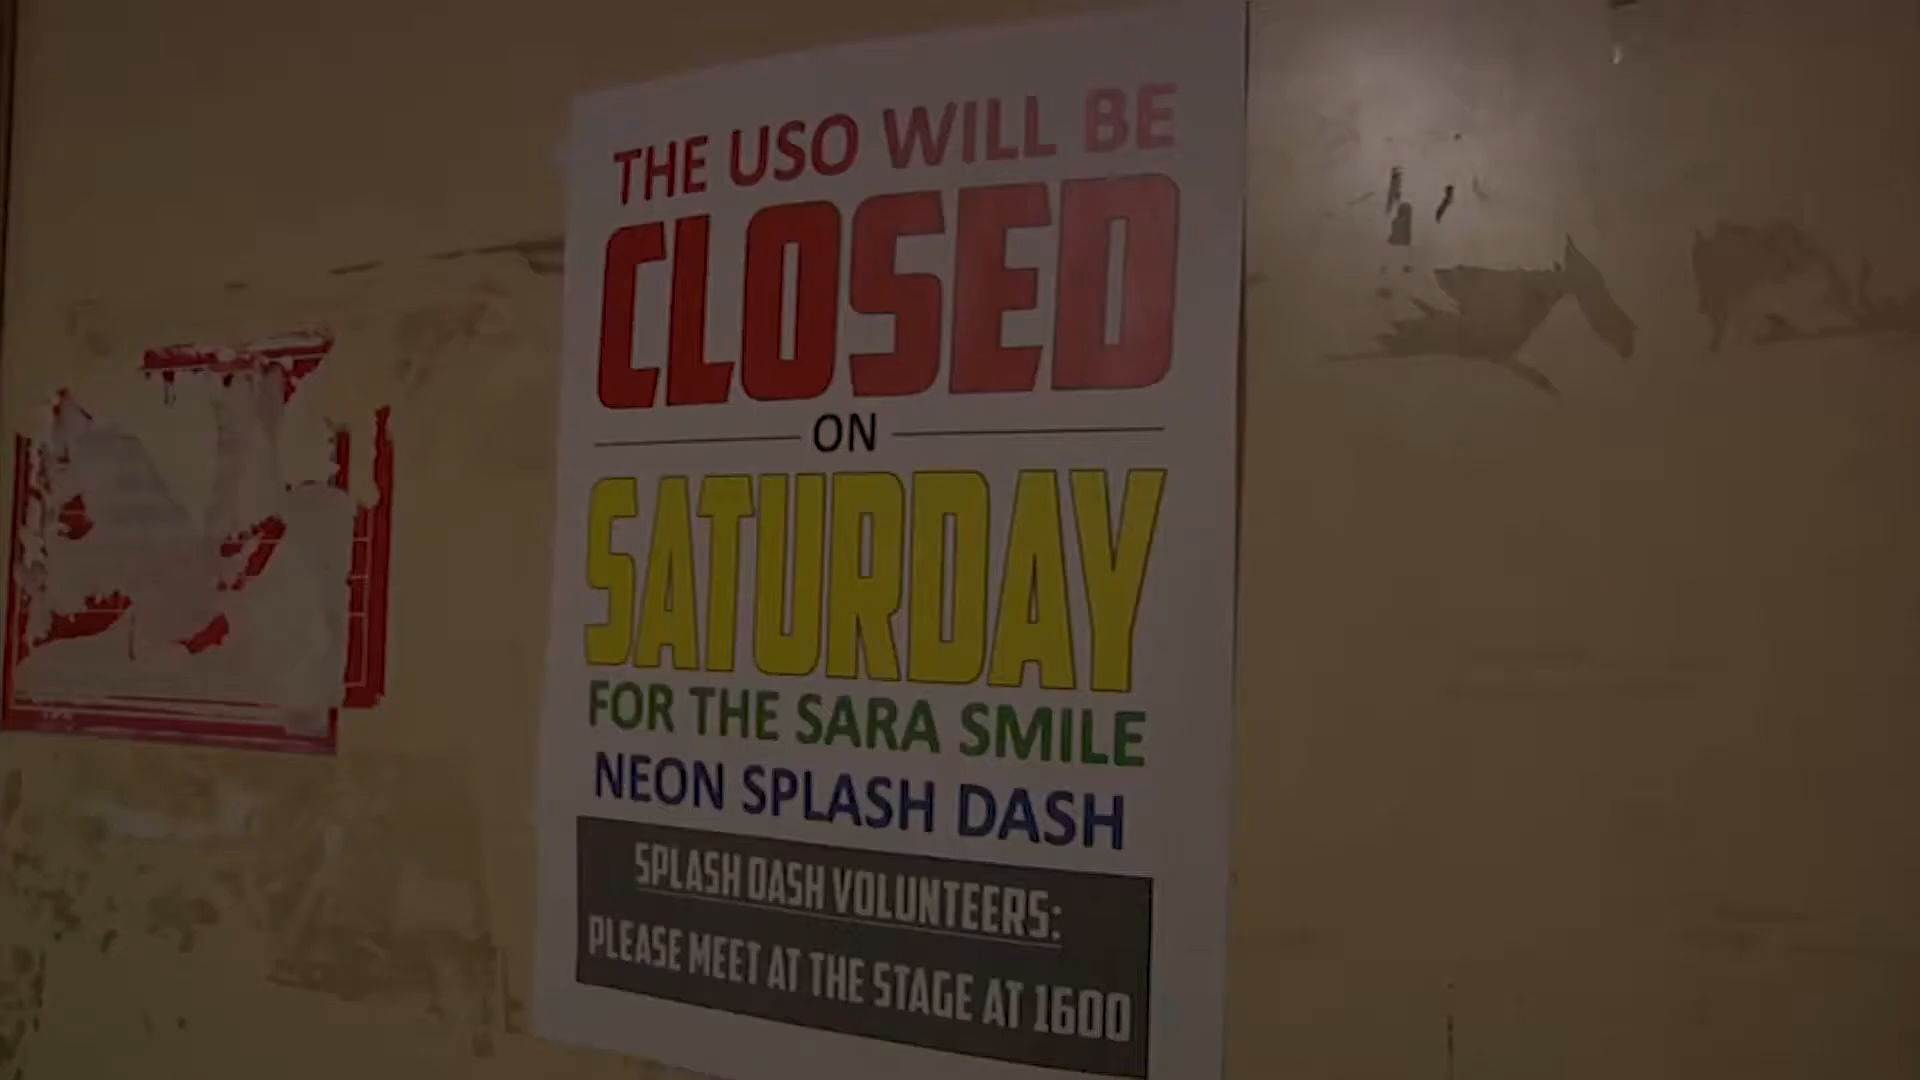 THE USO WILL BE
CLOSED
ON
SATURDAY
FOR THE SARA SMILE
NEON SPLASH DASH
SPLASH DASH VOLUNTEERS:
PLEASE MEET AT THE STAGE AT 1600